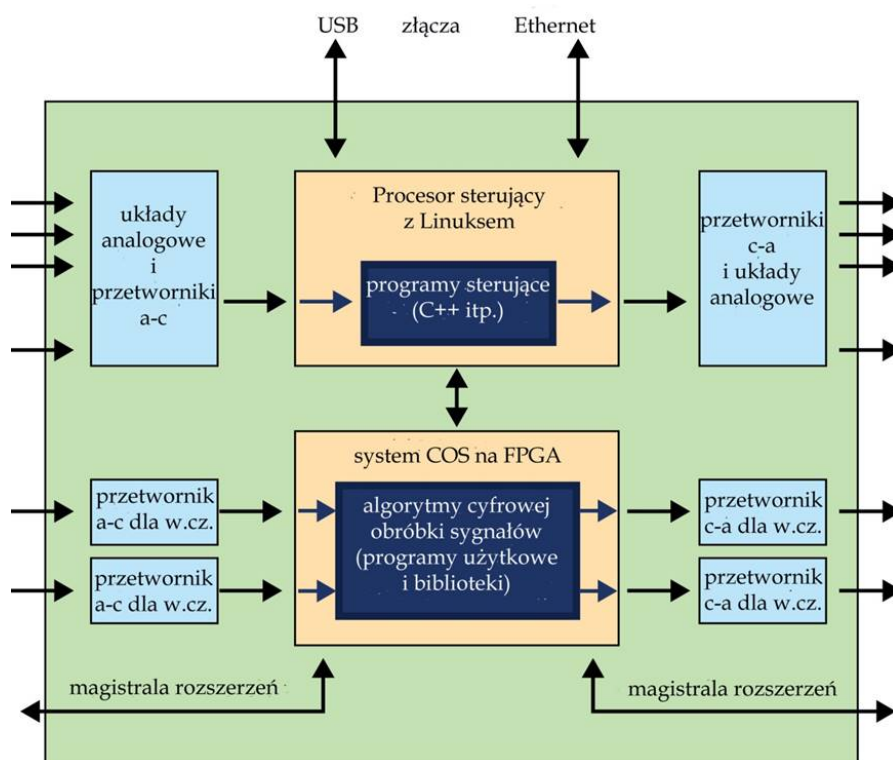 USB złącza Ethernet
układy
analogowe
i
przetworniki
a-c
Procesor sterujący
z Linuksem
programy sterujące
(C++ itp.)
przetworniki
c-a
i układy
analogowe
system COS na FPGA
przetwornik
a-c dla w.cz.
przetwornik
a-c dla w.cz.
algorytmy cyfrowej
obróbki sygnałów
(programy użytkowe
i biblioteki)
przetwornik
c-a dla w.cz.
przetwornik
c-a dla w.cz.
magistrala rozszerzeń
magistrala rozszerzeń